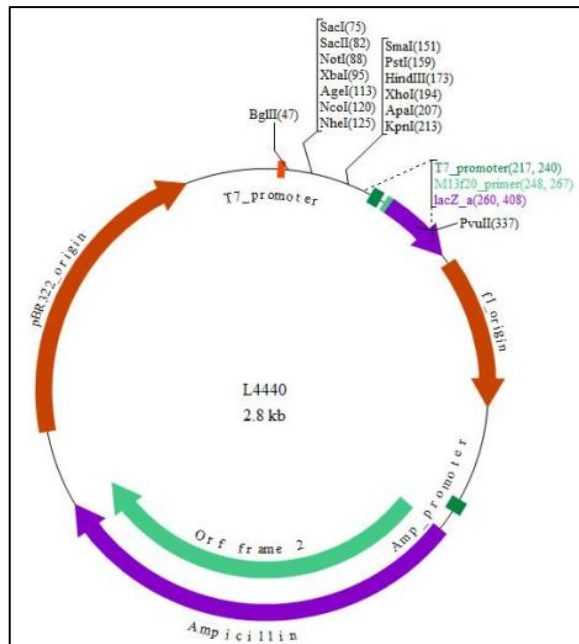 SacI(75)
SacII(82)
NotI(88)
XbaI(95)
AgeI(113)
NcoI(120)
NheI(125)
SmaI(151)
PstI(159)
HindIII(173)
XhoI(194)
ApaI(207)
KpnI(213)
BglII(47)
T7_promoter(217, 240)
M13f20_primer(248, 267)
lacZ_a(260, 408)
T7_promoter
PvuII(337)
pBR322_origin
f1_origin
L4440
2.8 kb
Amp_promoter
Orf frame 2
Ampicillin